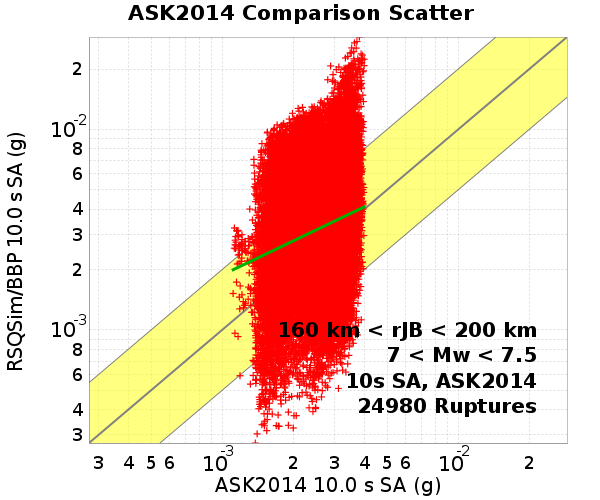 ASK2014 Comparison Scatter
RSQSim/BBP 10.0 s SA (g)
2
10-2
8
6
4
3
2
10-3
8
6
4
3
160 km < rJB < 200 km
7 < Mw < 7.5
10s SA, ASK2014
24980 Ruptures
3 4 5 6 10-3 2 3 4 5 6 10-2 2
ASK2014 10.0 s SA (g)